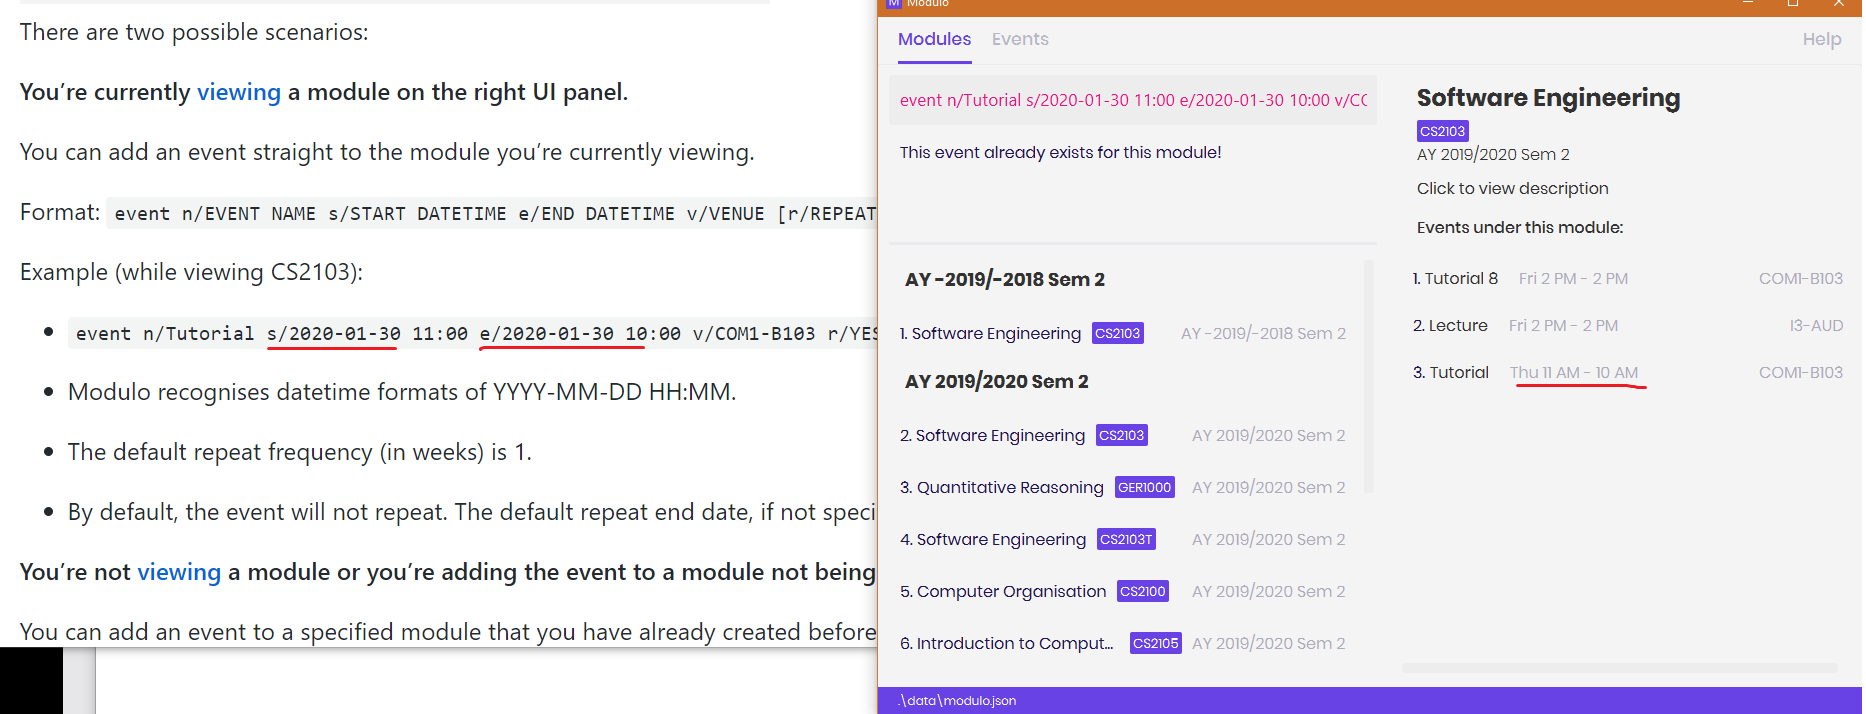 There are two possible scenarios:
You're currently viewing a module on the right UI panel.
You can add an event straight to the module you're currently viewing.
Format: event n/EVENT NAME s/START DATETIME e/END DATETIME v/VENUE [r/REPEAT
Example (while viewing CS2103):
event n/Tutorial s/2020-01-30 11:00 e/2020-01-30 10:00 v/COM1-B103 r/YES
Modulo recognises datetime formats of YYYY-MM-DD HH:MM.
The default repeat frequency (in weeks) is 1.
By default, the event will not repeat. The default repeat end date, if not speci
You're not viewing a module or you're adding the event to a module not being
You can add an event to a specified module that you have already created before
M Modulo
Modules Events Help
event n/Tutorial s/2020-01-30 11:00 e/2020-01-30 10:00 v/CC
This event already exists for this module!
AY -2019/-2018 Sem 2
1. Software Engineering CS2103 AY -2019/-2018 Sem 2
AY 2019/2020 Sem 2
2. Software Engineering CS2103 AY 2019/2020 Sem 2
3. Quantitative Reasoning GER1000 AY 2019/2020 Sem 2
4. Software Engineering CS2103T AY 2019/2020 Sem 2
5. Computer Organisation CS2100 AY 2019/2020 Sem 2
6. Introduction to Comput... CS2105 AY 2019/2020 Sem 2
Software Engineering
CS2103
AY 2019/2020 Sem 2
Click to view description
Events under this module:
1. Tutorial 8 Fri 2 PM - 2 PM COM1-B103
2. Lecture Fri 2 PM - 2 PM I3-AUD
3. Tutorial Thu 11 AM - 10 AM COM1-B103
.\data\modulo.json